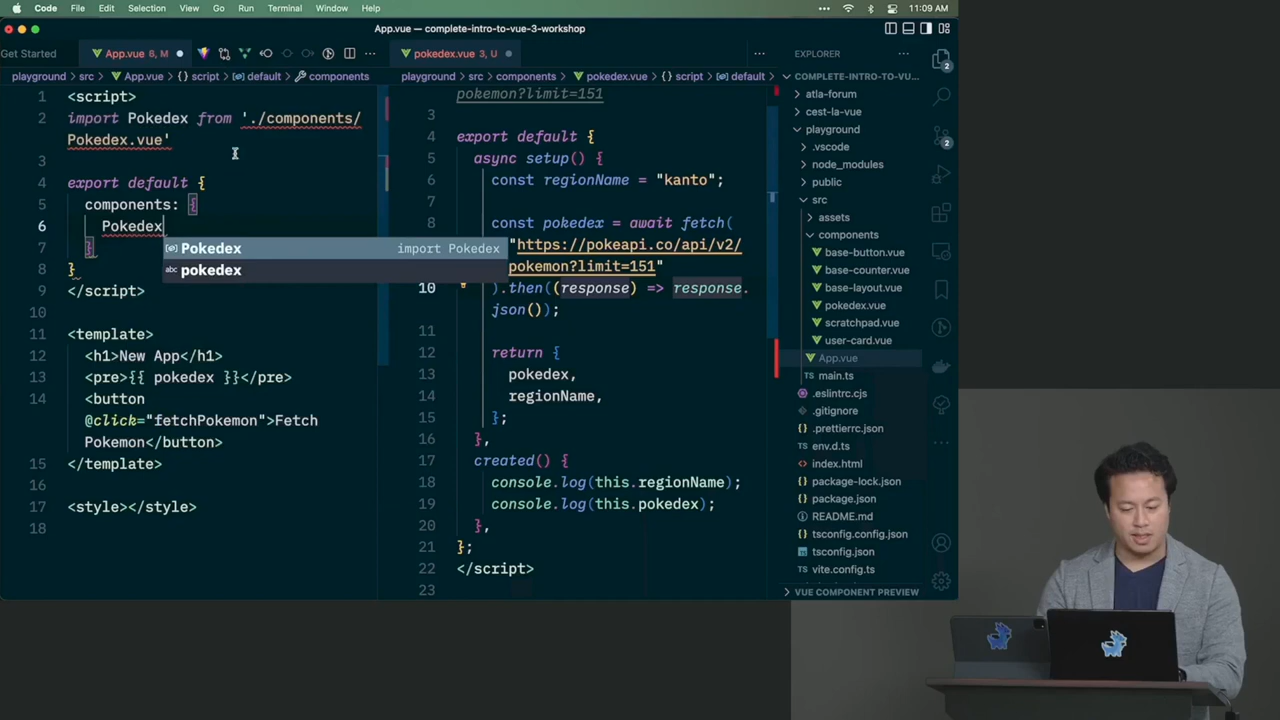 Code File Edit Selection View Go Run Terminal Window Help 11:09 AM
App.vue — complete-intro-to-vue-3-workshop
Get Started App.vue 8, M pokedex.vue 3, U EXPLORER
playground > src > App.vue > {} script > default > components
playground > src > components > pokedex.vue > {} script > default
1 <script>
2 import Pokedex from './components/
Pokedex.vue'
3
4 export default {
5 components: {
6 Pokedex
7 }
8 }
9 </script>
10
11 <template>
12 <h1>New App</h1>
13 <pre>{{ pokedex }}</pre>
14 <button
@click="fetchPokemon">Fetch
Pokemon</button>
15 </template>
16
17 <style></style>
18
Pokedex import Pokedex
abc pokedex
pokemon?limit=151
3
4 export default {
5 async setup() {
6 const regionName = "kanto";
7
8 const pokedex = await fetch(
"https://pokeapi.co/api/v2/
pokemon?limit=151"
10 ).then((response) => response.
json());
11
12 return {
13 pokedex,
14 regionName,
15 };
16 },
17 created() {
18 console.log(this.regionName);
19 console.log(this.pokedex);
20 },
21 };
22 </script>
23
COMPLETE-INTRO-TO-VU...
atla-forum
cest-la-vue
playground
.vscode
node_modules
public
src
assets
components
base-button.vue
base-counter.vue
base-layout.vue
pokedex.vue
scratchpad.vue
user-card.vue
App.vue
TS main.ts
.eslintrc.cjs
.gitignore
{} .prettierrc.json
TS env.d.ts
index.html
{} package-lock.json
{} package.json
README.md
tsconfig.config.json
tsconfig.json
TS vite.config.ts
VUE COMPONENT PREVIEW
2
2